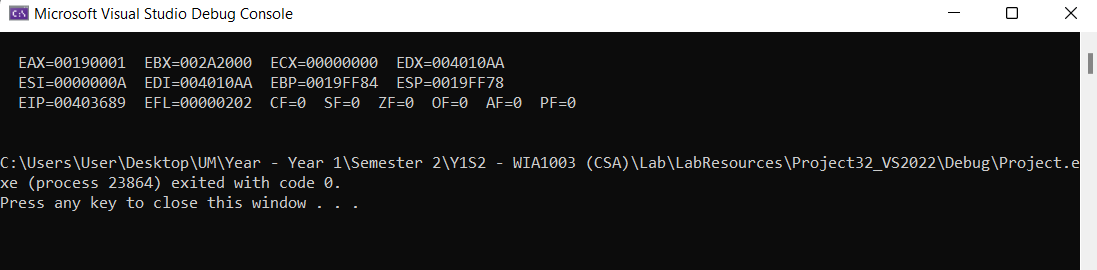 Microsoft Visual Studio Debug Console
EAX=00190001  EBX=002A2000  ECX=00000000  EDX=004010AA
ESI=0000000A  EDI=004010AA  EBP=0019FF84  ESP=0019FF78
EIP=00403689  EFL=00000202  CF=0  SF=0  ZF=0  OF=0  AF=0  PF=0
C:\Users\User\Desktop\UM\Year - Year 1\Semester 2\Y1S2 - WIA1003 (CSA)\Lab\LabResources\Project32_VS2022\Debug\Project.e
xe (process 23864) exited with code 0.
Press any key to close this window . . .